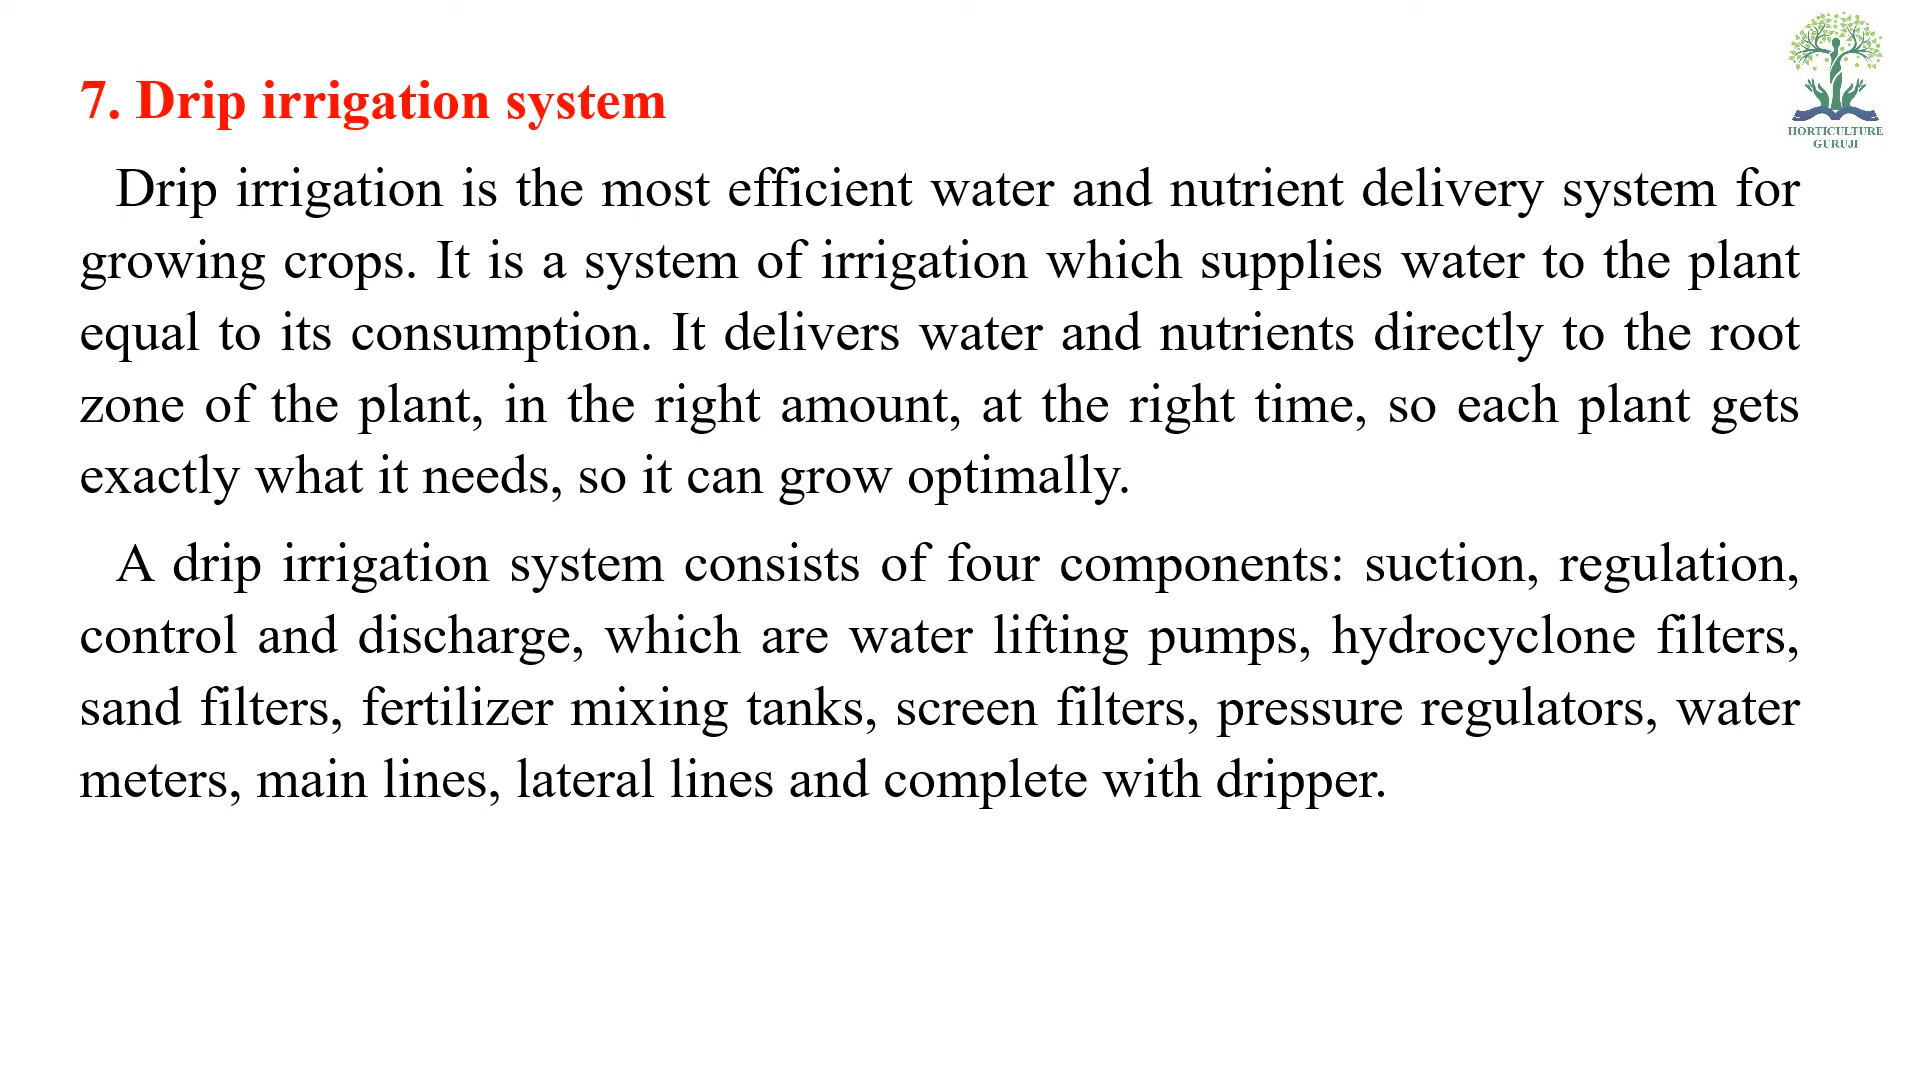 7. Drip irrigation system
HORTICULTURE
GURUJI
Drip irrigation is the most efficient water and nutrient delivery system for
growing crops. It is a system of irrigation which supplies water to the plant
equal to its consumption. It delivers water and nutrients directly to the root
zone of the plant, in the right amount, at the right time, so each plant gets
exactly what it needs, so it can grow optimally.
A drip irrigation system consists of four components: suction, regulation,
control and discharge, which are water lifting pumps, hydrocyclone filters,
sand filters, fertilizer mixing tanks, screen filters, pressure regulators, water
meters, main lines, lateral lines and complete with dripper.